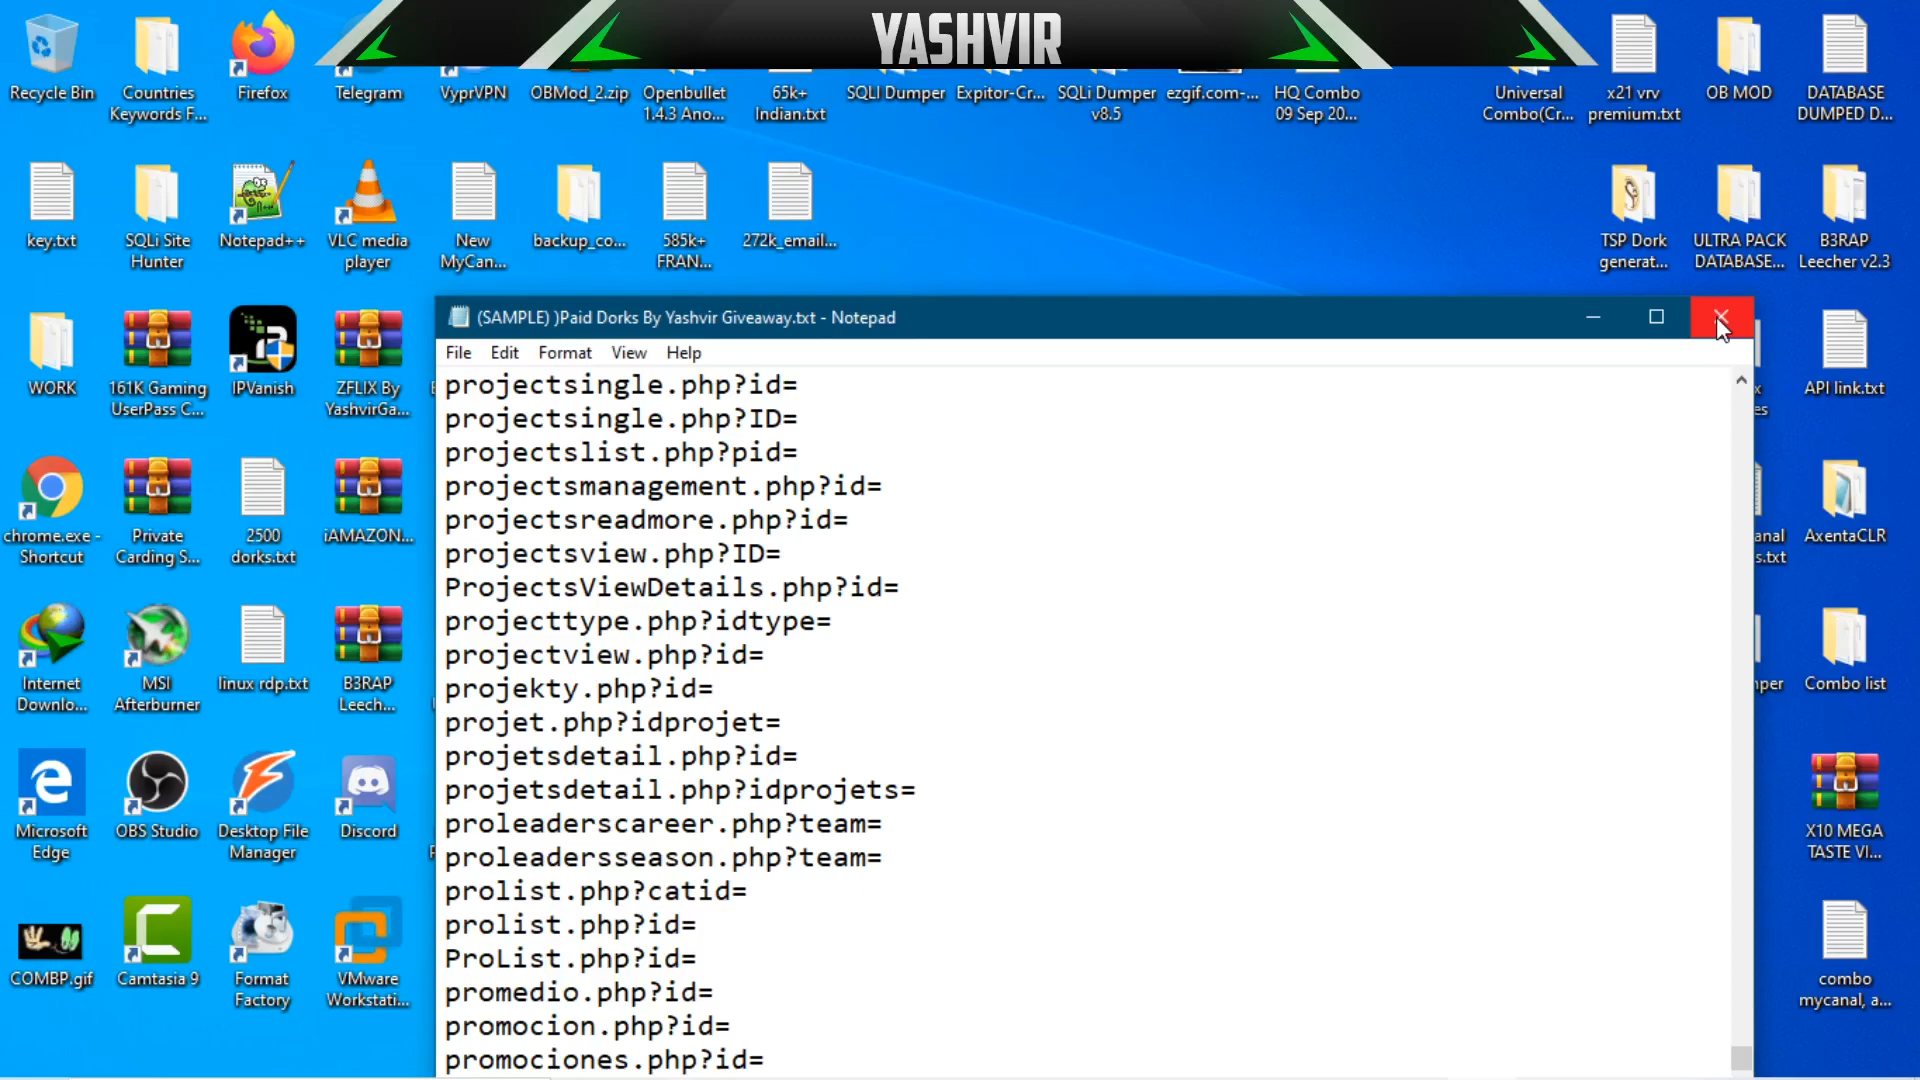 YASHVIR
Recycle Bin
Countries
Keywords F...
Firefox
Telegram
VyprVPN
OBMod_2.zip
Openbullet
1.4.3 Ano...
65k+
Indian.txt
SQLI Dumper
Expitor-Cr...
SQLi Dumper
v8.5
ezgif.com-...
HQ Combo
09 Sep 20...
Universal
Combo(Cr...
x21 vrv
premium.txt
OB MOD
DATABASE
DUMPED D...
key.txt
SQLi Site
Hunter
Notepad++
VLC media
player
New
MyCan...
backup_co...
585k+
FRAN...
272k_email...
TSP Dork
generat...
ULTRA PACK
DATABASE...
B3RAP
Leecher v2.3
WORK
161K Gaming
UserPass C...
IPVanish
ZFLIX By
YashvirGa...
API link.txt
chrome.exe -
Shortcut
Private
Carding S...
2500
dorks.txt
iAMAZON...
anal
s.txt
AxentaCLR
Internet
Downlo...
MSI
Afterburner
linux rdp.txt
B3RAP
Leech...
Combo list
Microsoft
Edge
OBS Studio
Desktop File
Manager
Discord
X10 MEGA
TASTE VI...
COMBP.gif
Camtasia 9
Format
Factory
VMware
Workstati...
combo
mycanal, a...
(SAMPLE) )Paid Dorks By Yashvir Giveaway.txt - Notepad
File Edit Format View Help
projectsingle.php?id=
projectsingle.php?ID=
projectslist.php?pid=
projectsmanagement.php?id=
projectsreadmore.php?id=
projectsview.php?ID=
ProjectsViewDetails.php?id=
projecttype.php?idtype=
projectview.php?id=
projekty.php?id=
projet.php?idprojet=
projetsdetail.php?id=
projetsdetail.php?idprojets=
proleaderscareer.php?team=
proleadersseason.php?team=
prolist.php?catid=
prolist.php?id=
ProList.php?id=
promedio.php?id=
promocion.php?id=
promociones.php?id=